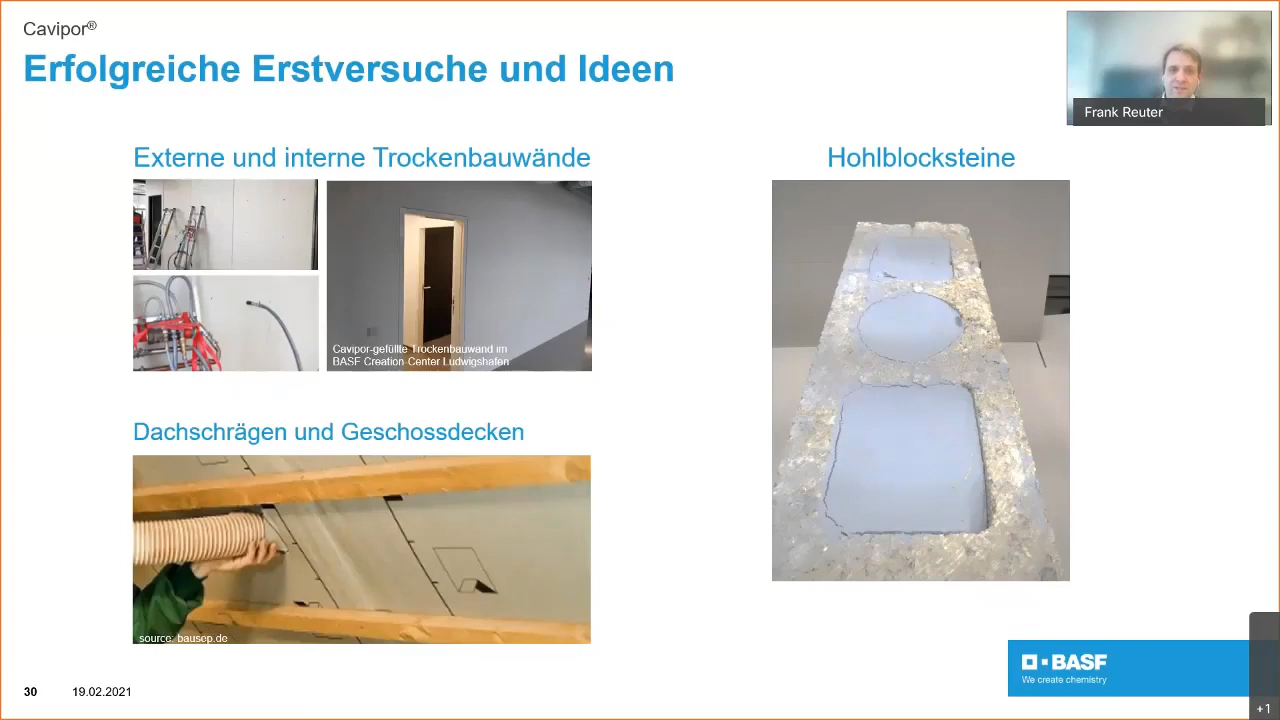 Cavipor®
Erfolgreiche Erstversuche und Ideen
Frank Reuter
Externe und interne Trockenbauwände
Hohlblocksteine
Cavipor-gefüllte Trockenbauwand im
BASF Creation-Center Ludwigshafen
Dachschrägen und Geschossdecken
source: bausep.de
BASF
We create chemistry
30
19.02.2021
+1